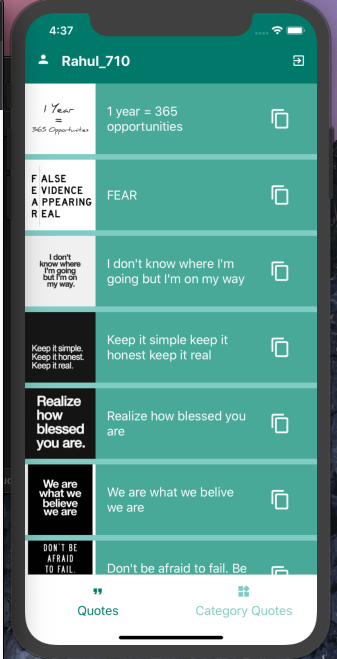 4:37
Rahul_710
1 Year
=
365 Opportunities
1 year = 365
opportunities
F ALSE
E VIDENCE
A PPEARING
R EAL
FEAR
I don't
know where
I'm going
but I'm on
my way.
I don't know where I'm
going but I'm on my way
Keep it simple.
Keep it honest.
Keep it real.
Keep it simple keep it
honest keep it real
Realize
how
blessed
you are.
Realize how blessed you
are
We are
what we
believe
we are
We are what we belive
we are
DON'T BE
AFRAID
TO FAIL.
Don't be afraid to fail. Be
Quotes
Category Quotes